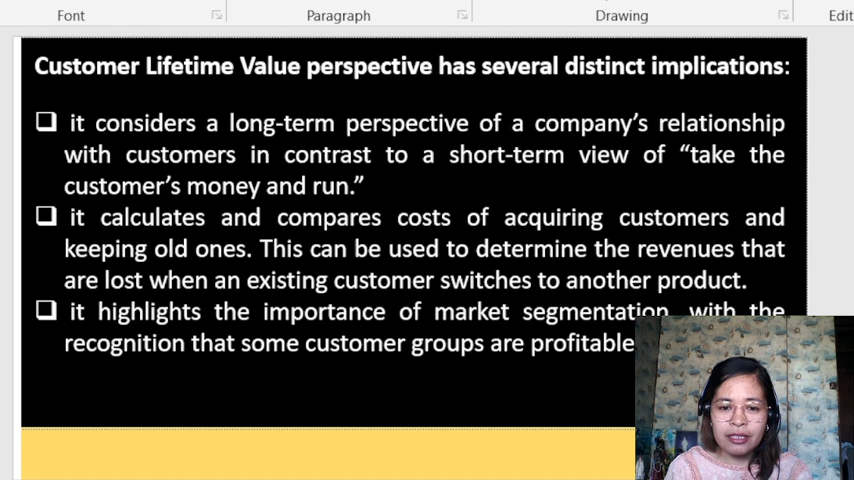 Font Paragraph Drawing Edit
Customer Lifetime Value perspective has several distinct implications:
❑ it considers a long-term perspective of a company's relationship
with customers in contrast to a short-term view of “take the
customer's money and run.”
❑ it calculates and compares costs of acquiring customers and
keeping old ones. This can be used to determine the revenues that
are lost when an existing customer switches to another product.
❑ it highlights the importance of market segmentation, with the
recognition that some customer groups are profitable